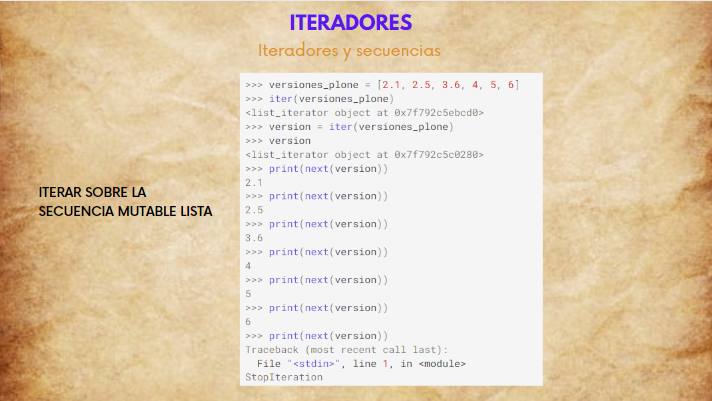 ITERADORES
Iteradores y secuencias
>>> versiones_plone = [2.1, 2.5, 3.6, 4, 5, 6]
>>> iter(versiones_plone)
<list_iterator object at 0x7f792c5ebcd0>
>>> version = iter(versiones_plone)
>>> version
<list_iterator object at 0x7f792c5c0280>
>>> print(next(version))
2.1
>>> print(next(version))
2.5
>>> print(next(version))
3.6
>>> print(next(version))
4
>>> print(next(version))
5
>>> print(next(version))
6
>>> print(next(version))
Traceback (most recent call last):
  File "<stdin>", line 1, in <module>
StopIteration
ITERAR SOBRE LA
SECUENCIA MUTABLE LISTA